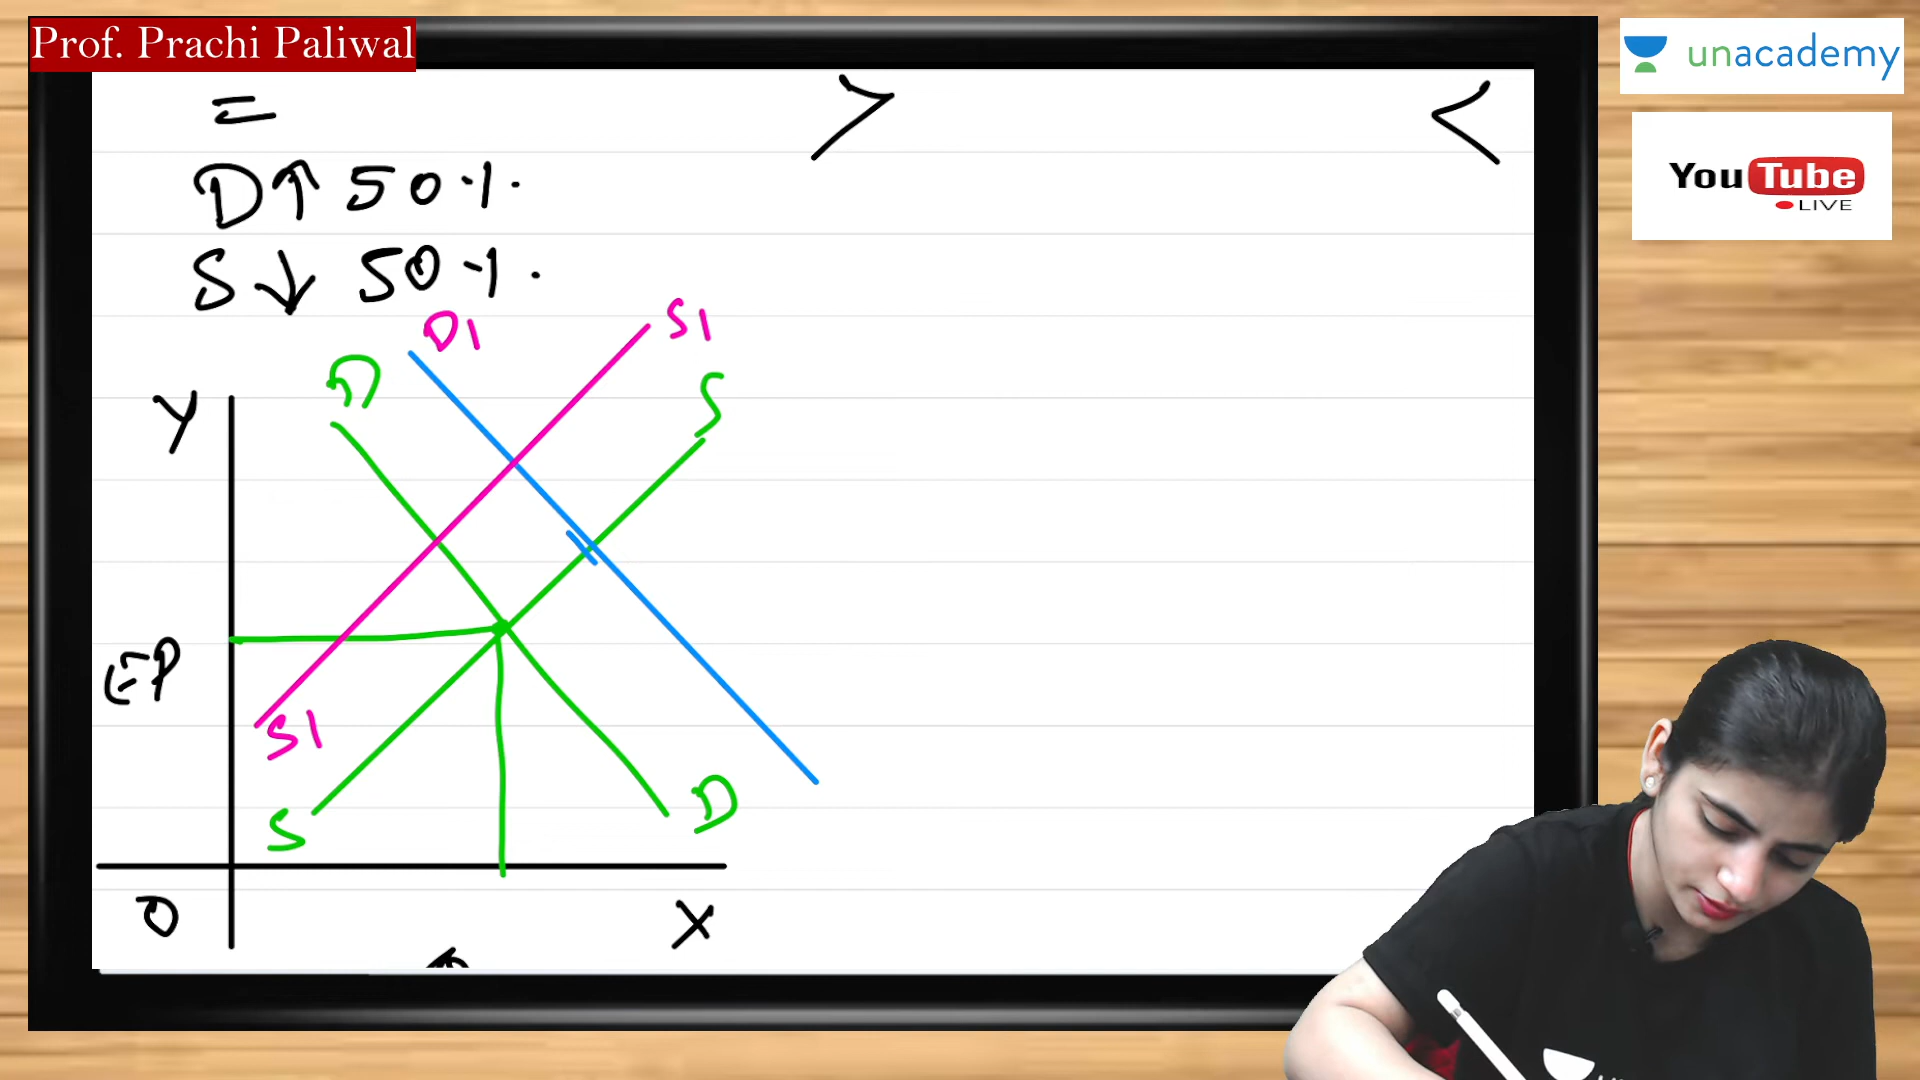 Prof. Prachi Paliwal
unacademy
YouTube
LIVE
= > <
D↑ 50%.
S↓ 50%.
D1 S1
D S
Y
EP
S1
S D
O X